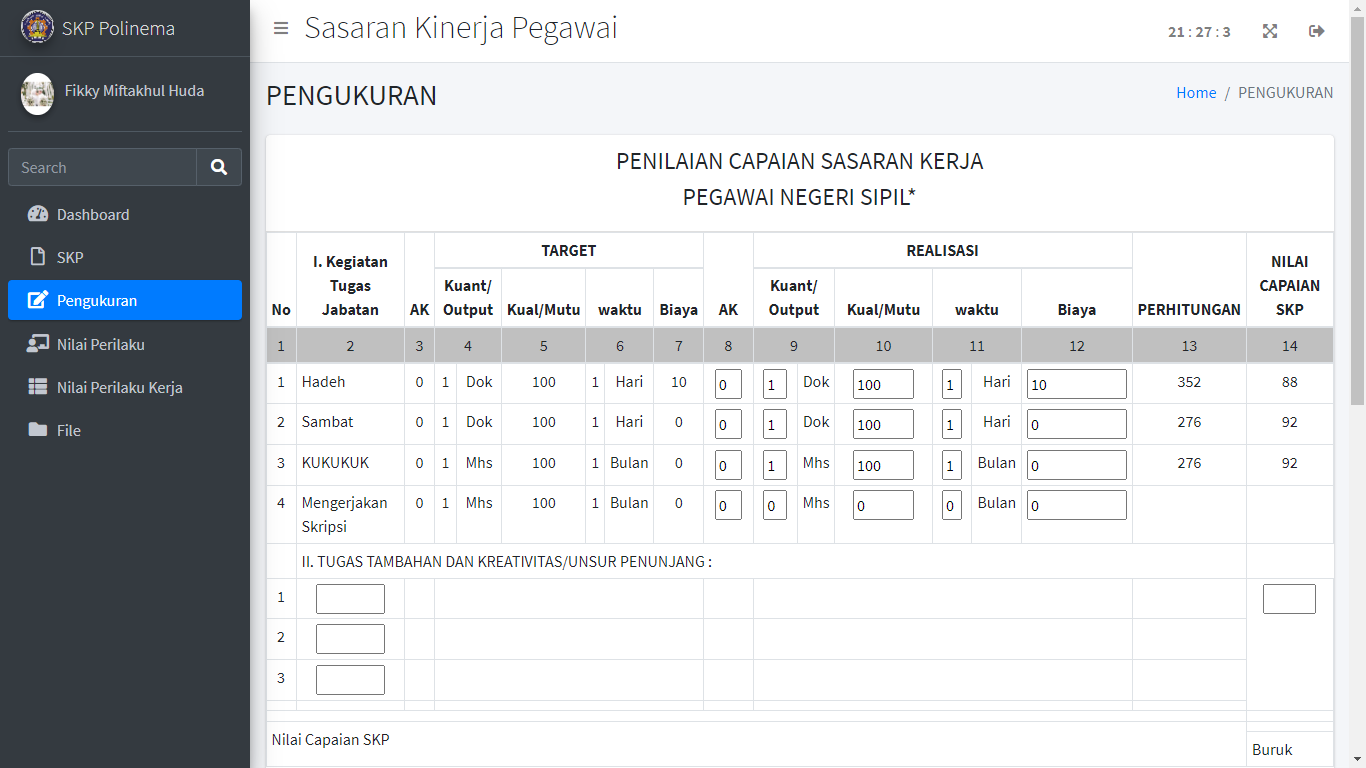 SKP Polinema
Fikky Miftakhul Huda
Search
Dashboard
SKP
Pengukuran
Nilai Perilaku
Nilai Perilaku Kerja
File
Sasaran Kinerja Pegawai
21 : 27 : 3
PENGUKURAN
Home / PENGUKURAN
PENILAIAN CAPAIAN SASARAN KERJA
PEGAWAI NEGERI SIPIL*
No I. Kegiatan Tugas Jabatan AK TARGET AK REALISASI PERHITUNGAN NILAI CAPAIAN SKP
Kuant/ Output Kual/Mutu waktu Biaya Kuant/ Output Kual/Mutu waktu Biaya
1 2 3 4 5 6 7 8 9 10 11 12 13 14
1 Hadeh 0 1 Dok 100 1 Hari 10 0 1 Dok 100 1 Hari 10 352 88
2 Sambat 0 1 Dok 100 1 Hari 0 0 1 Dok 100 1 Hari 0 276 92
3 KUKUKUK 0 1 Mhs 100 1 Bulan 0 0 1 Mhs 100 1 Bulan 0 276 92
4 Mengerjakan Skripsi 0 1 Mhs 100 1 Bulan 0 0 0 Mhs 0 0 Bulan 0
II. TUGAS TAMBAHAN DAN KREATIVITAS/UNSUR PENUNJANG :
1
2
3
Nilai Capaian SKP
Buruk